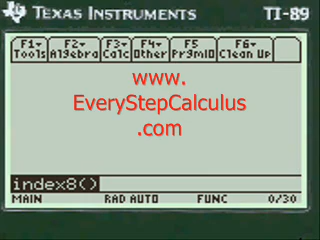 TEXAS INSTRUMENTS TI-89
F1▾ F2▾ F3▾ F4▾ F5 F6▾
Tools Algebra Calc Other PrgmIO Clean Up
www.
EveryStepCalculus
.com
index8()
MAIN RAD AUTO FUNC 0/30